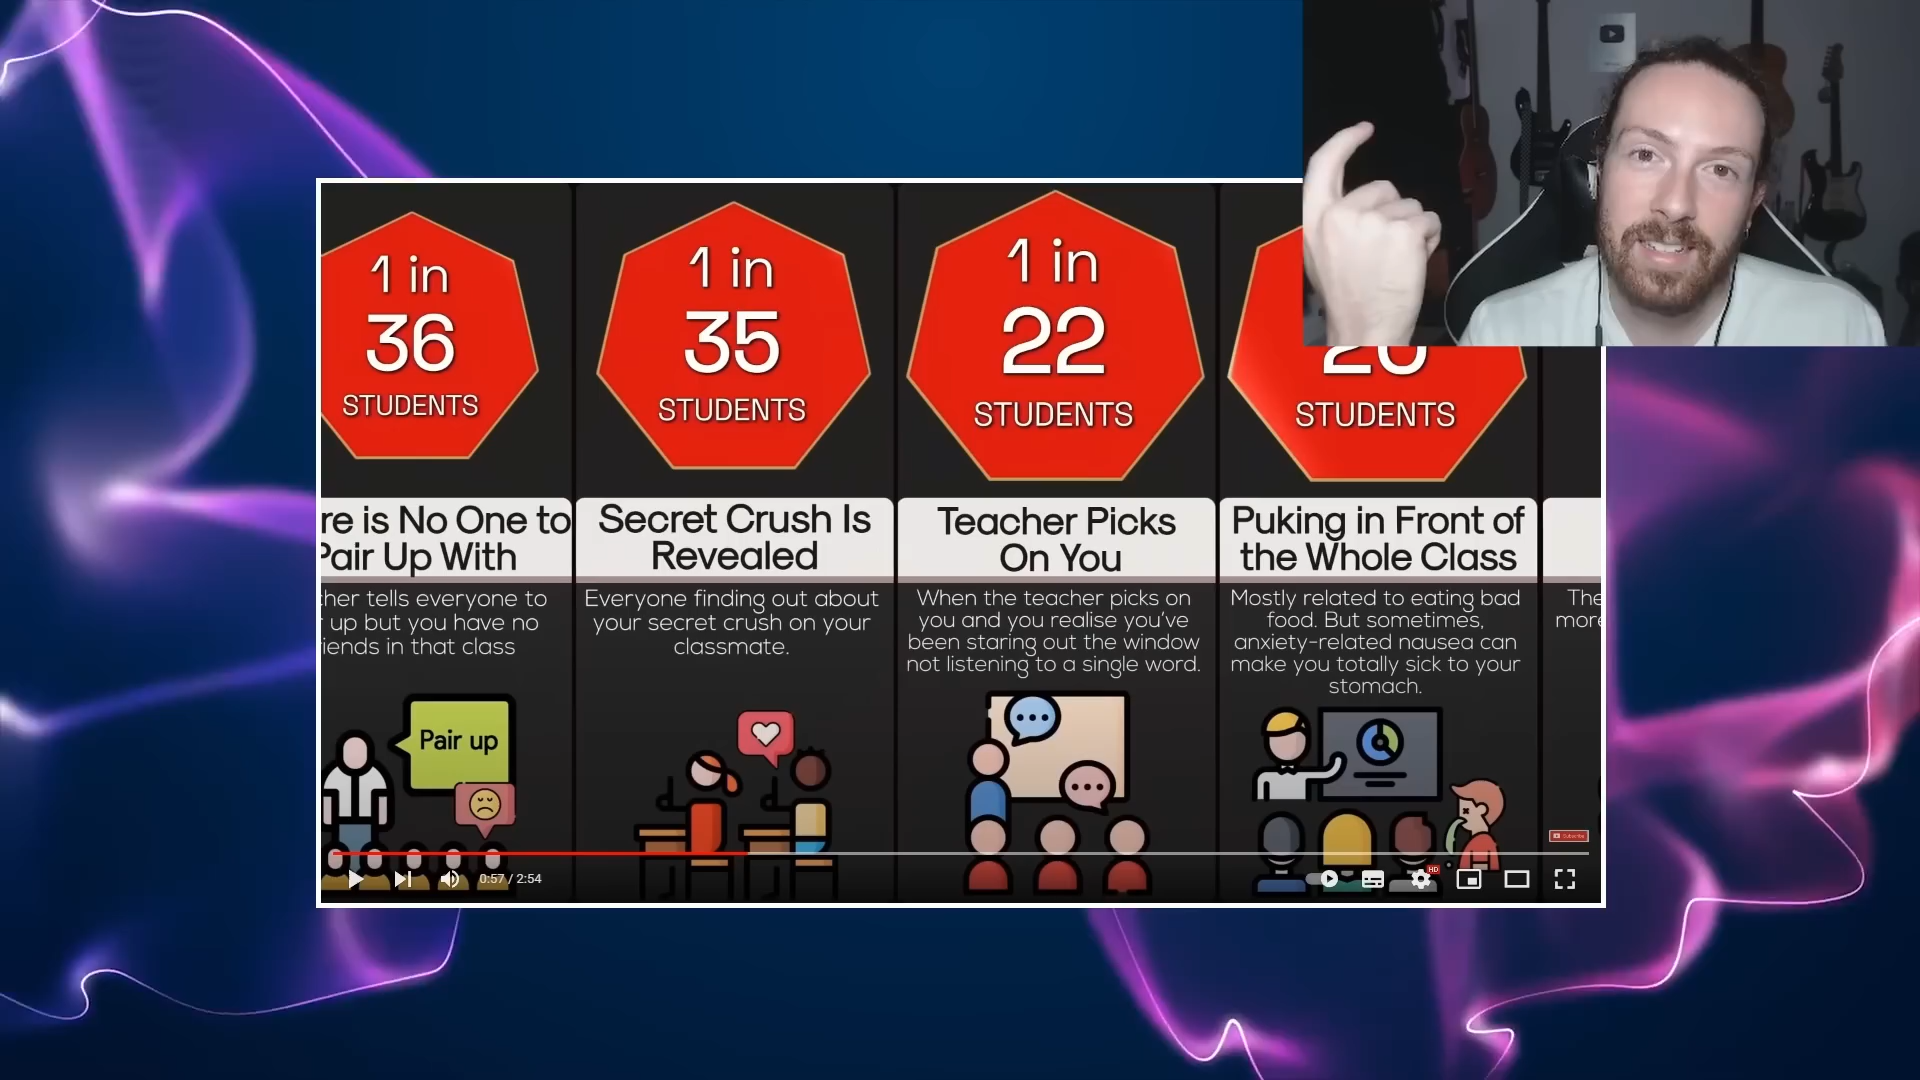 1 in
36
STUDENTS
re is No One to
Pair Up With
her tells everyone to
up but you have no
iends in that class
Pair up
1 in
35
STUDENTS
Secret Crush Is
Revealed
Everyone finding out about
your secret crush on your
classmate.
1 in
22
STUDENTS
Teacher Picks
On You
When the teacher picks on
you and you realise you've
been staring out the window
not listening to a single word.
20
STUDENTS
Puking in Front of
the Whole Class
Mostly related to eating bad
food. But sometimes,
anxiety-related nausea can
make you totally sick to your
stomach.
The
more
Subscribe
0:57 / 2:54
HD